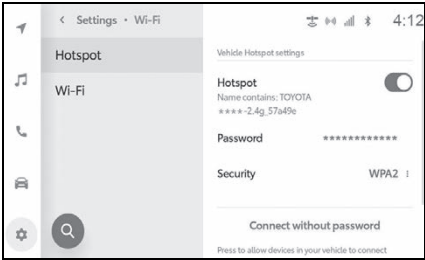 < Settings • Wi-Fi
4:12
Hotspot
Wi-Fi
Vehicle Hotspot settings
Hotspot
Name contains: TOYOTA
****-2.4g_57a49e
Password ************
Security WPA2
Connect without password
Press to allow devices in your vehicle to connect